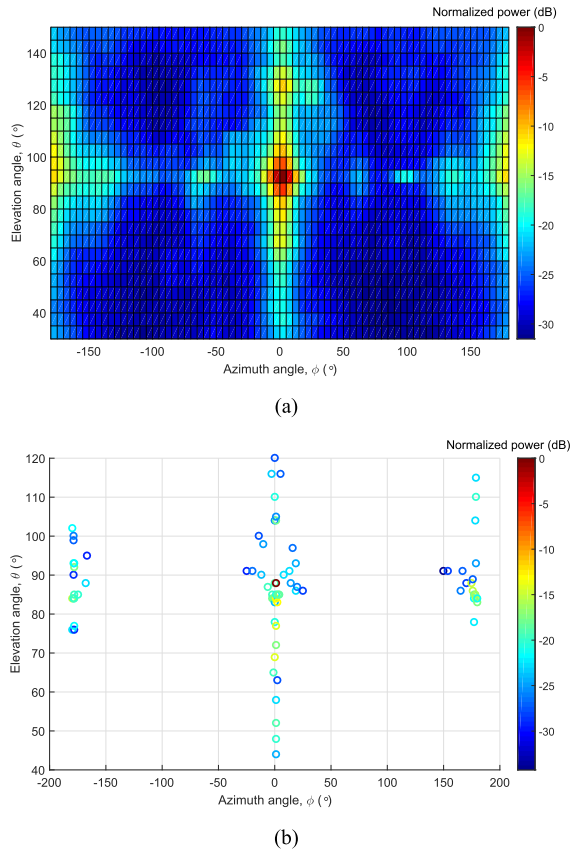 Normalized power (dB)
140
120
100
80
60
40
Elevation angle, θ (°)
-150 -100 -50 0 50 100 150
Azimuth angle, ϕ (°)
0
-5
-10
-15
-20
-25
-30
(a)
Normalized power (dB)
120
110
100
90
80
70
60
50
40
Elevation angle, θ (°)
-200 -150 -100 -50 0 50 100 150 200
Azimuth angle, ϕ (°)
0
-5
-10
-15
-20
-25
-30
(b)